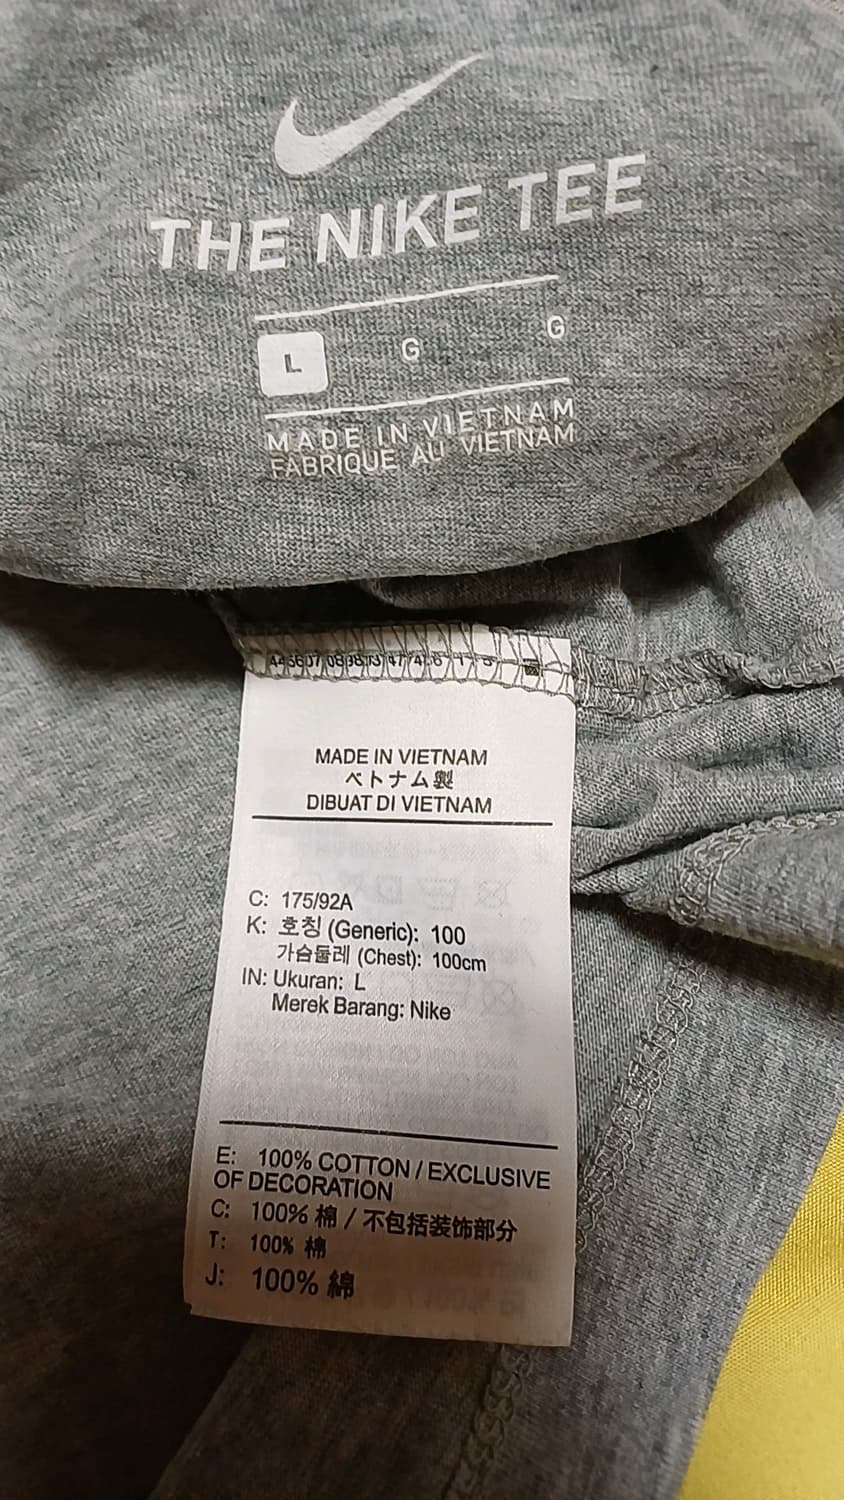 THE NIKE TEE
L G G
MADE IN VIETNAM
FABRIQUE AU VIETNAM
MADE IN VIETNAM
ベトナム製
DIBUAT DI VIETNAM
C: 175/92A
K: 호칭 (Generic): 100
가슴둘레 (Chest): 100cm
IN: Ukuran: L
Merek Barang: Nike
E: 100% COTTON / EXCLUSIVE
OF DECORATION
C: 100% 棉 / 不包括装饰部分
T: 100% 棉
J: 100% 綿